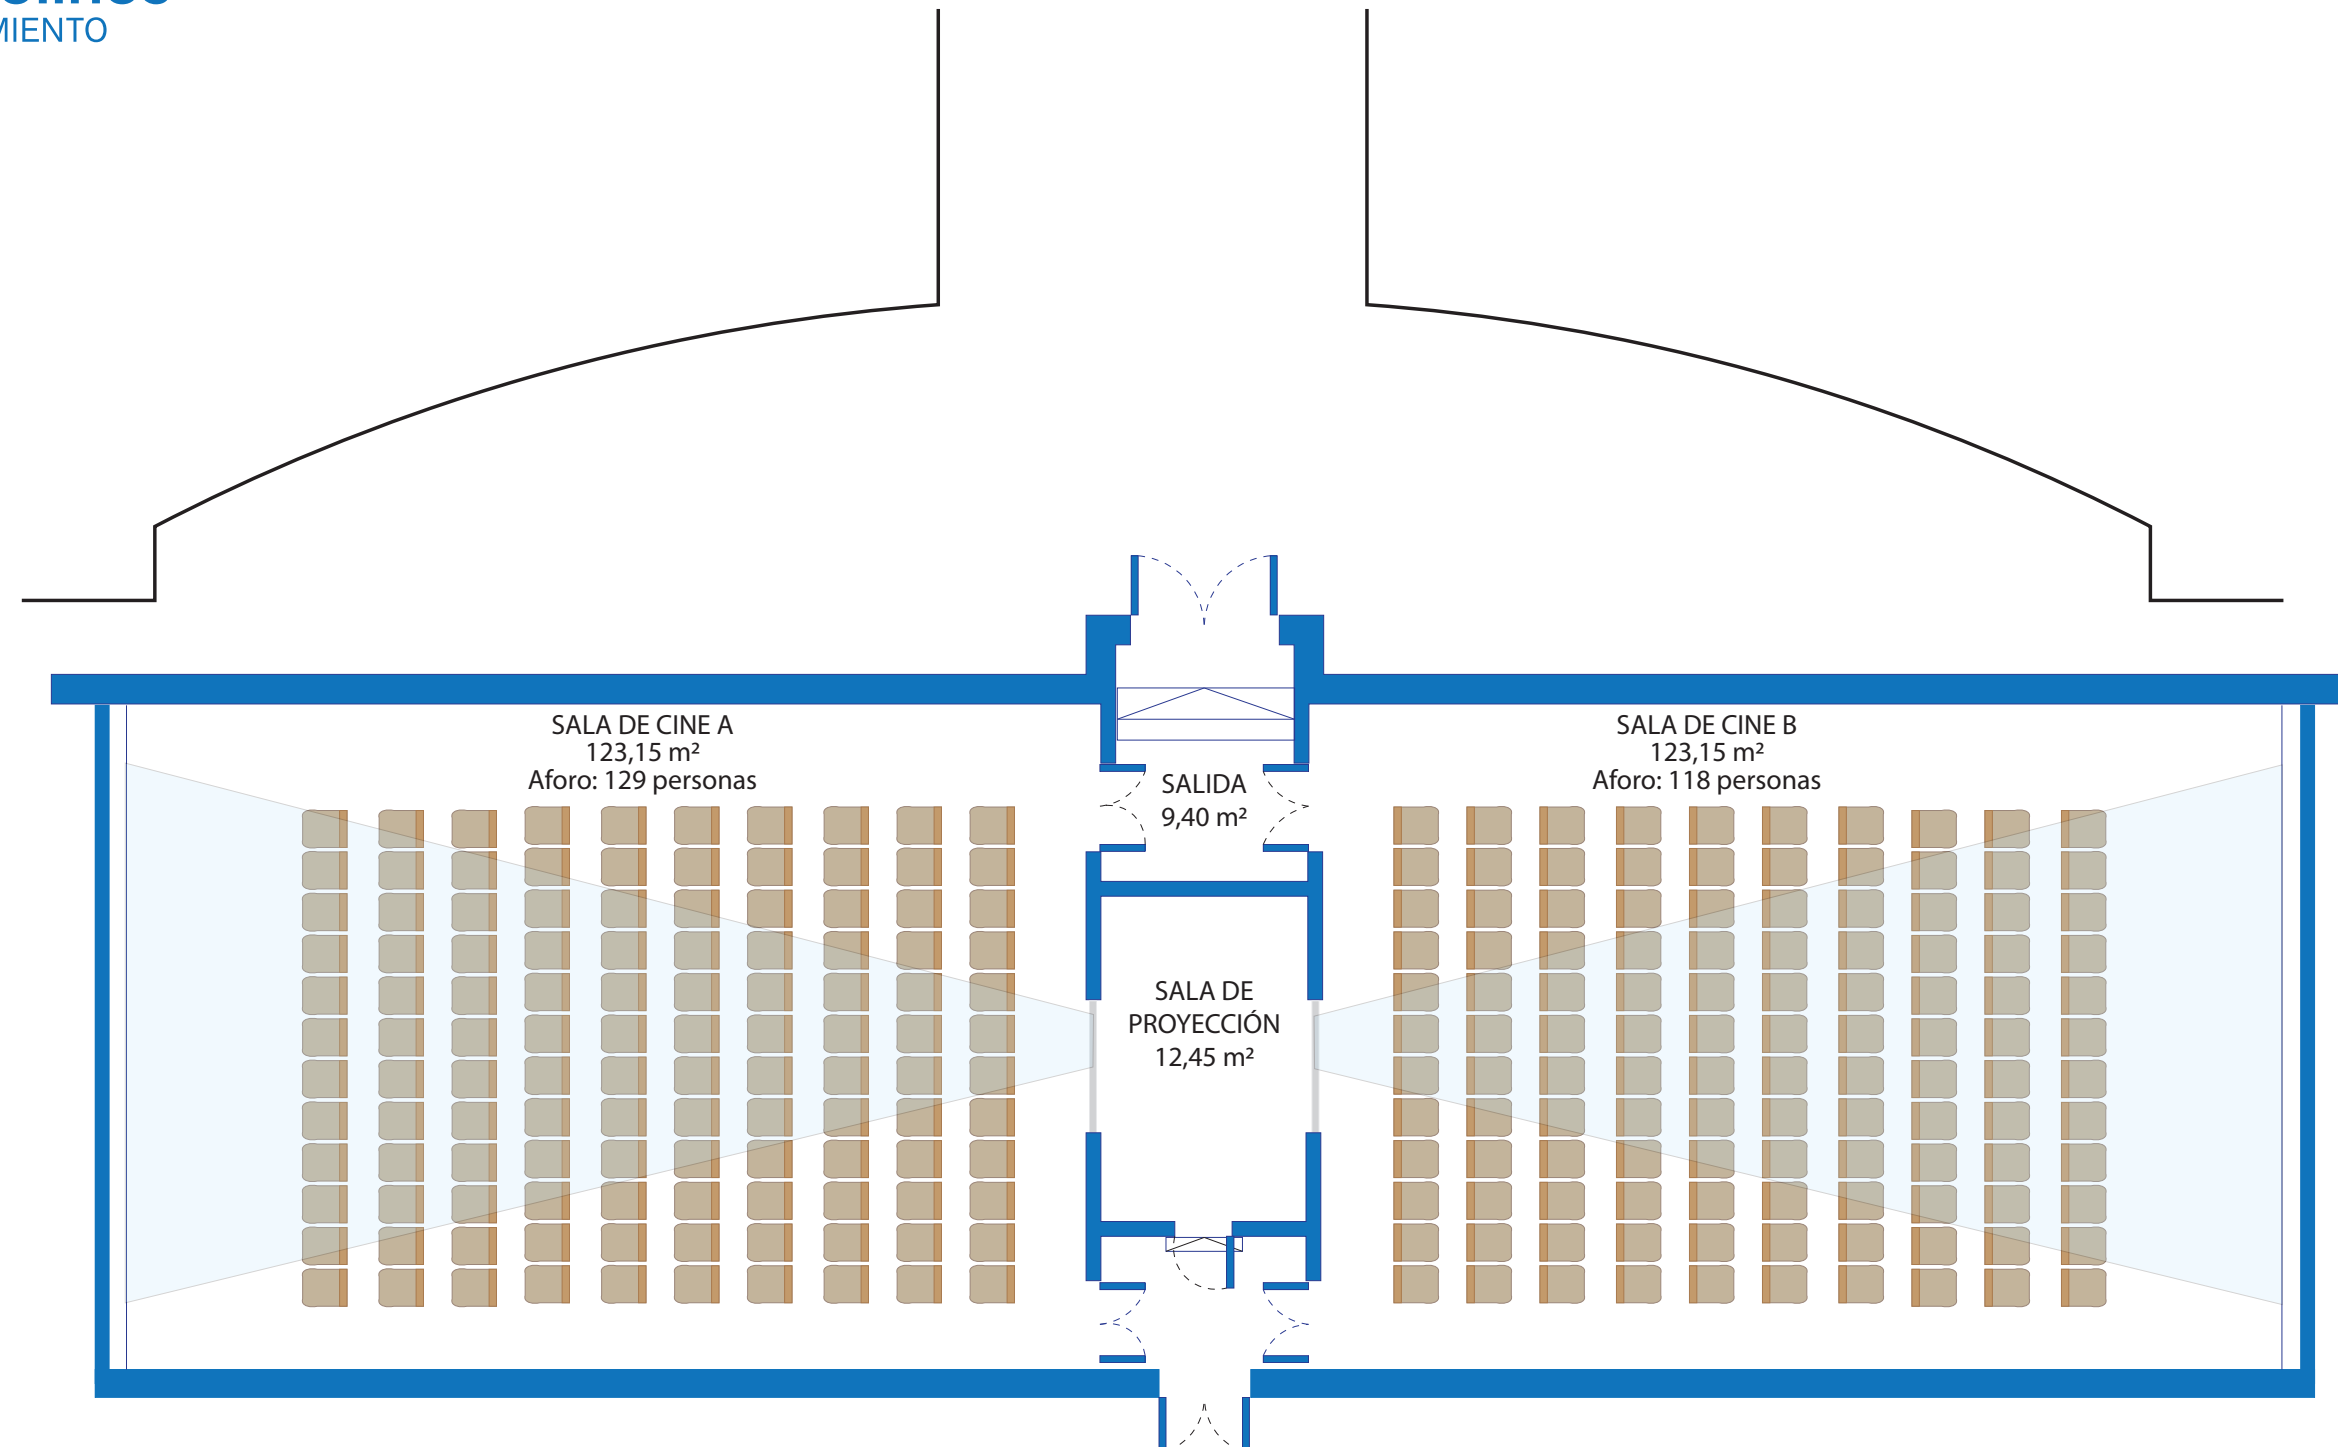 MIENTO
SALA DE CINE A
123,15 m²
Aforo: 129 personas
SALA DE CINE B
123,15 m²
Aforo: 118 personas
SALIDA
9,40 m²
SALA DE
PROYECCIÓN
12,45 m²